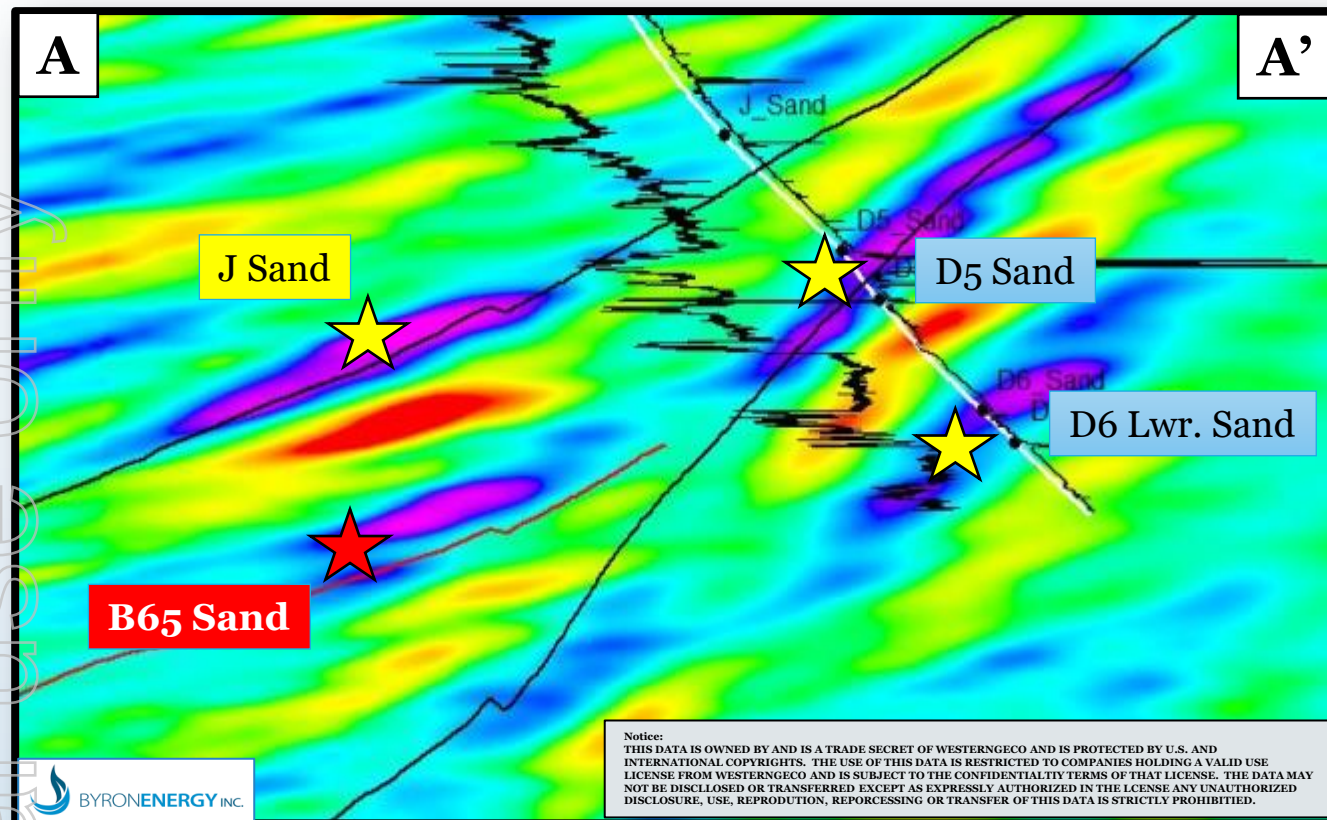 A
A'
J_Sand
D5_Sand
J Sand
D5 Sand
D6_Sand
D6 Lwr. Sand
B65 Sand
BYRONENERGY INC.
Notice:
THIS DATA IS OWNED BY AND IS A TRADE SECRET OF WESTERNGECO AND IS PROTECTED BY U.S. AND
INTERNATIONAL COPYRIGHTS. THE USE OF THIS DATA IS RESTRICTED TO COMPANIES HOLDING A VALID USE
LICENSE FROM WESTERNGECO AND IS SUBJECT TO THE CONFIDENTIALTIY TERMS OF THAT LICENSE. THE DATA MAY
NOT BE DISCLLOSED OR TRANSFERRED EXCEPT AS EXPRESSLY AUTHORIZED IN THE LCENSE ANY UNAUTHORIZED
DISCLOSURE, USE, REPRODUTION, REPORCESSING OR TRANSFER OF THIS DATA IS STRICTLY PROHIBITIED.